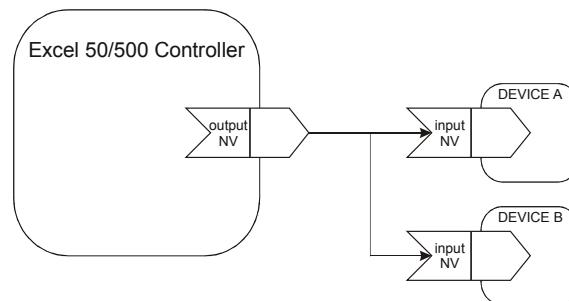 Excel 50/500 Controller
output
NV
DEVICE A
input
NV
DEVICE B
input
NV